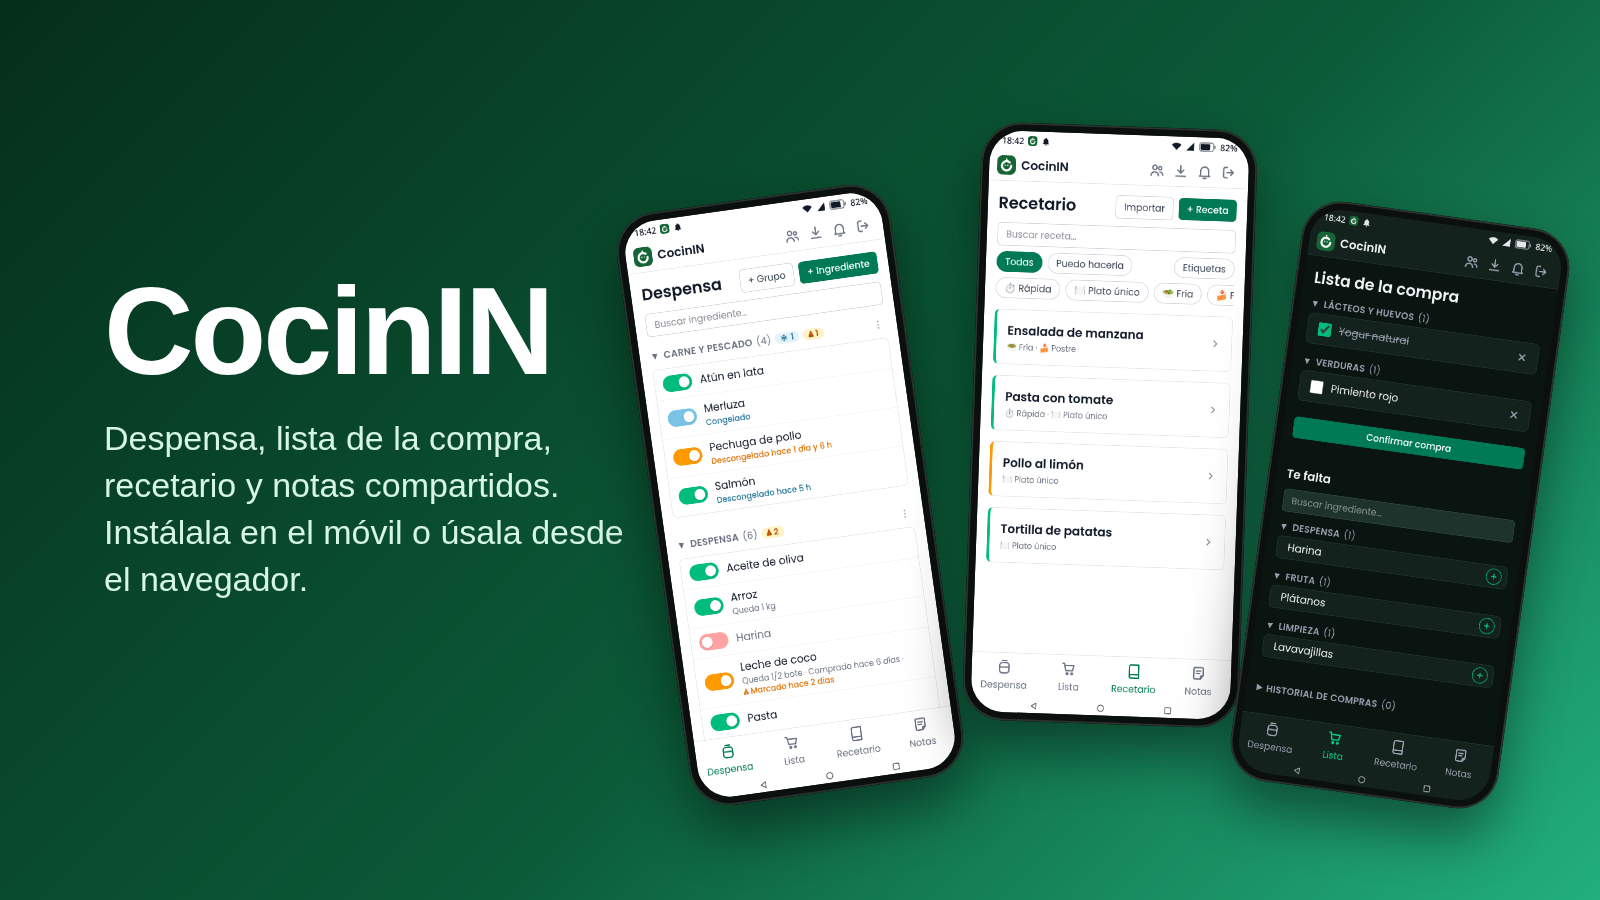 CocinIN
Despensa, lista de la compra,
recetario y notas compartidos.
Instálala en el móvil o úsala desde
el navegador.
18:42
82%
CocinIN
Despensa
+ Grupo
+ Ingrediente
Buscar ingrediente...
▼ CARNE Y PESCADO (4) ❄ 1 ▲ 1
Atún en lata
Merluza
Congelado
Pechuga de pollo
Descongelado hace 1 día y 6 h
Salmón
Descongelado hace 5 h
▼ DESPENSA (6) ▲ 2
Aceite de oliva
Arroz
Queda 1 kg
Harina
Leche de coco
Queda 1/2 bote · Comprado hace 6 días ·
▲ Marcado hace 2 días
Pasta
Despensa
Lista
Recetario
Notas
18:42
82%
CocinIN
Recetario
Importar
+ Receta
Buscar receta...
Todas
Puedo hacerla
Etiquetas
⏱ Rápida
🍽 Plato único
🥗 Fría
🍰 F
Ensalada de manzana
🥗 Fría · 🍰 Postre
Pasta con tomate
⏱ Rápida · 🍽 Plato único
Pollo al limón
🍽 Plato único
Tortilla de patatas
🍽 Plato único
Despensa
Lista
Recetario
Notas
18:42
82%
CocinIN
Lista de la compra
▼ LÁCTEOS Y HUEVOS (1)
Yogur natural
▼ VERDURAS (1)
Pimiento rojo
Confirmar compra
Te falta
Buscar ingrediente...
▼ DESPENSA (1)
Harina
▼ FRUTA (1)
Plátanos
▼ LIMPIEZA (1)
Lavavajillas
▶ HISTORIAL DE COMPRAS (0)
Despensa
Lista
Recetario
Notas